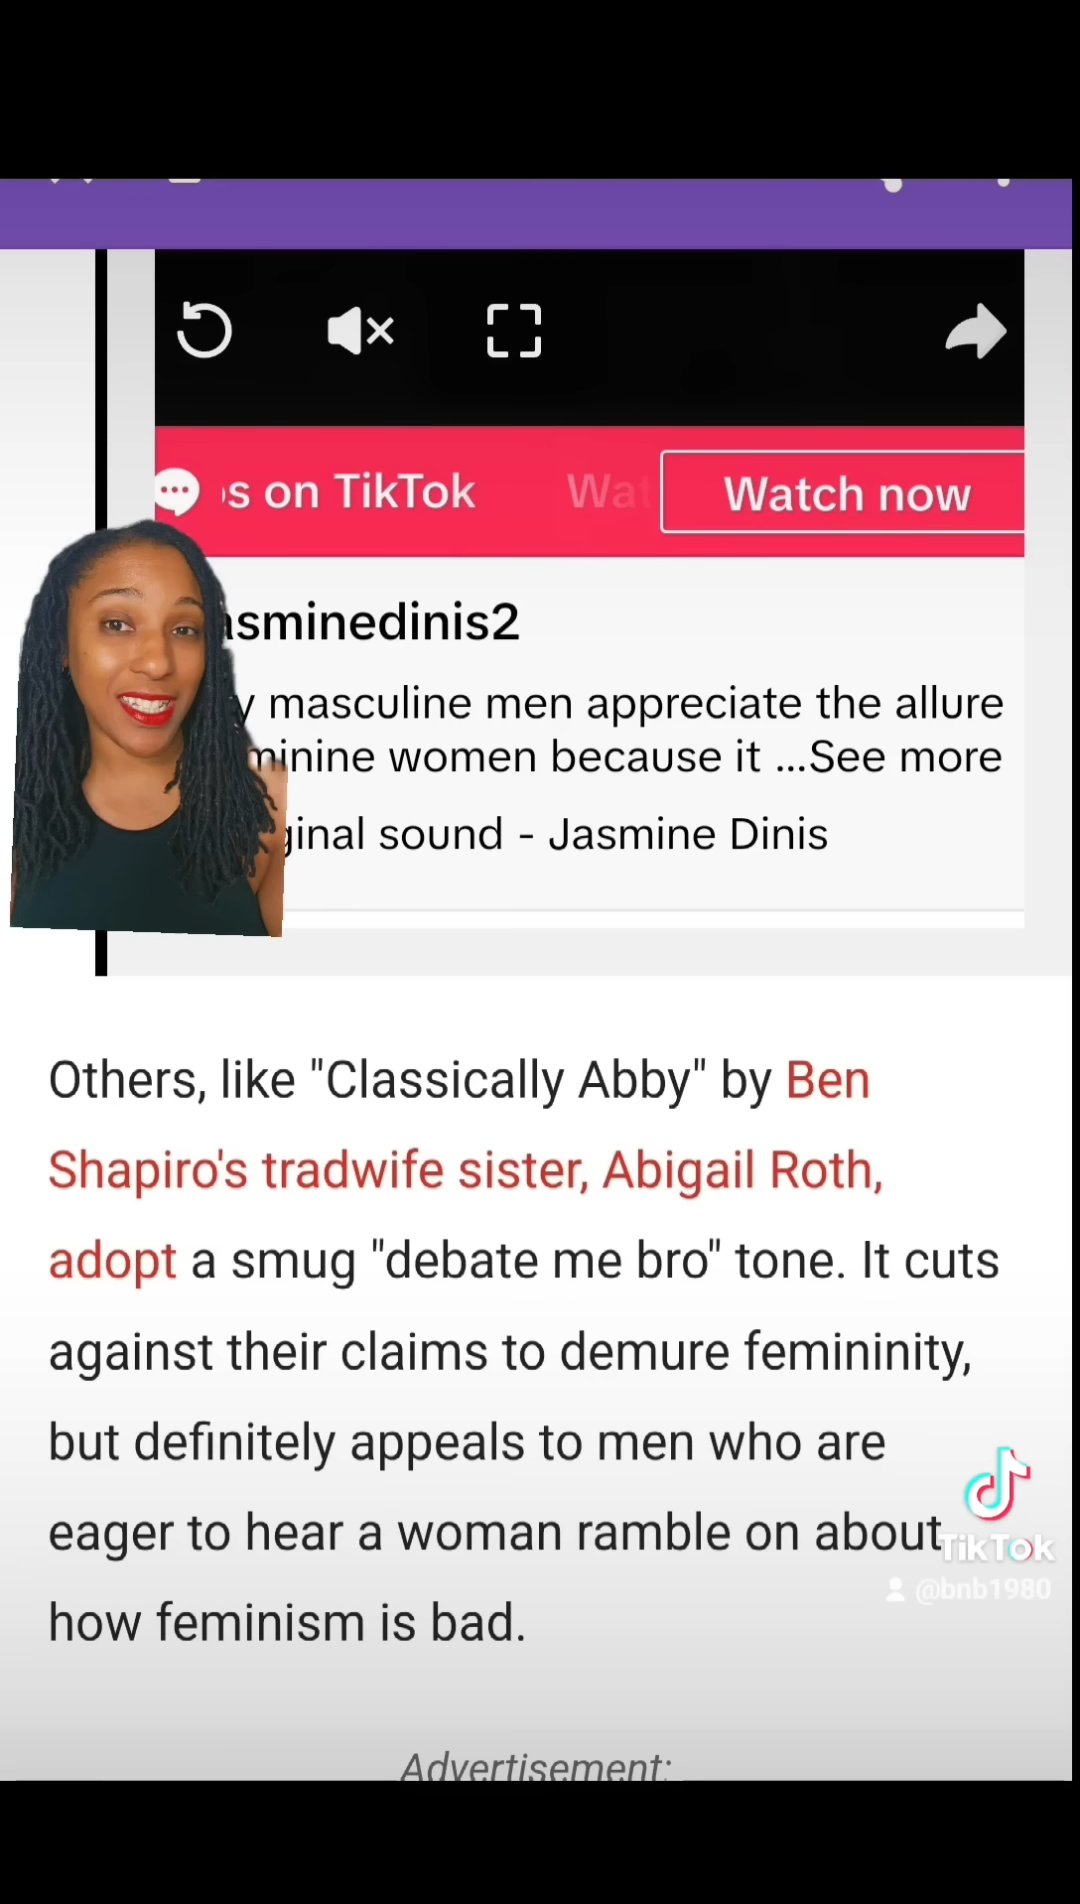 s on TikTok
Watch now
asminedinis2
masculine men appreciate the allure
minine women because it ...See more
ginal sound - Jasmine Dinis
Others, like "Classically Abby" by Ben
Shapiro's tradwife sister, Abigail Roth,
adopt a smug "debate me bro" tone. It cuts
against their claims to demure femininity,
but definitely appeals to men who are
eager to hear a woman ramble on about
how feminism is bad.
TikTok
@bnb1980
Advertisement: